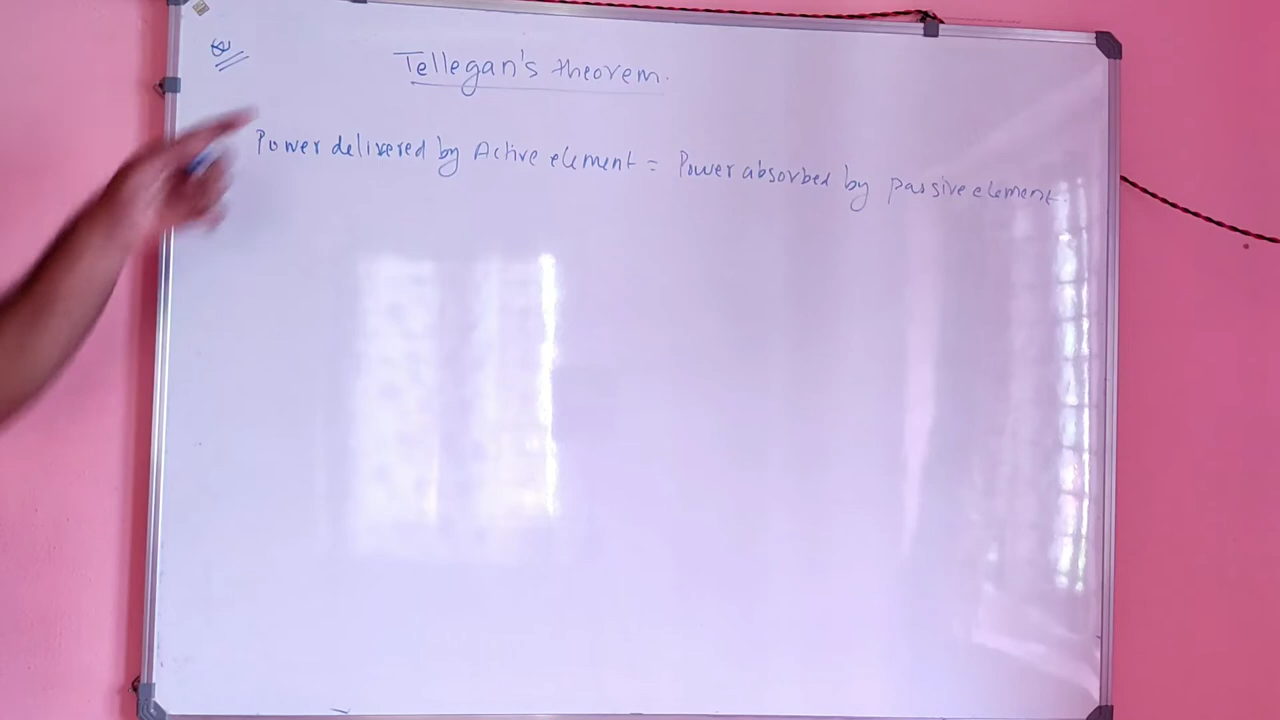 Tellegan's theorem.
Power delivered by Active element = Power absorbed by passive element.